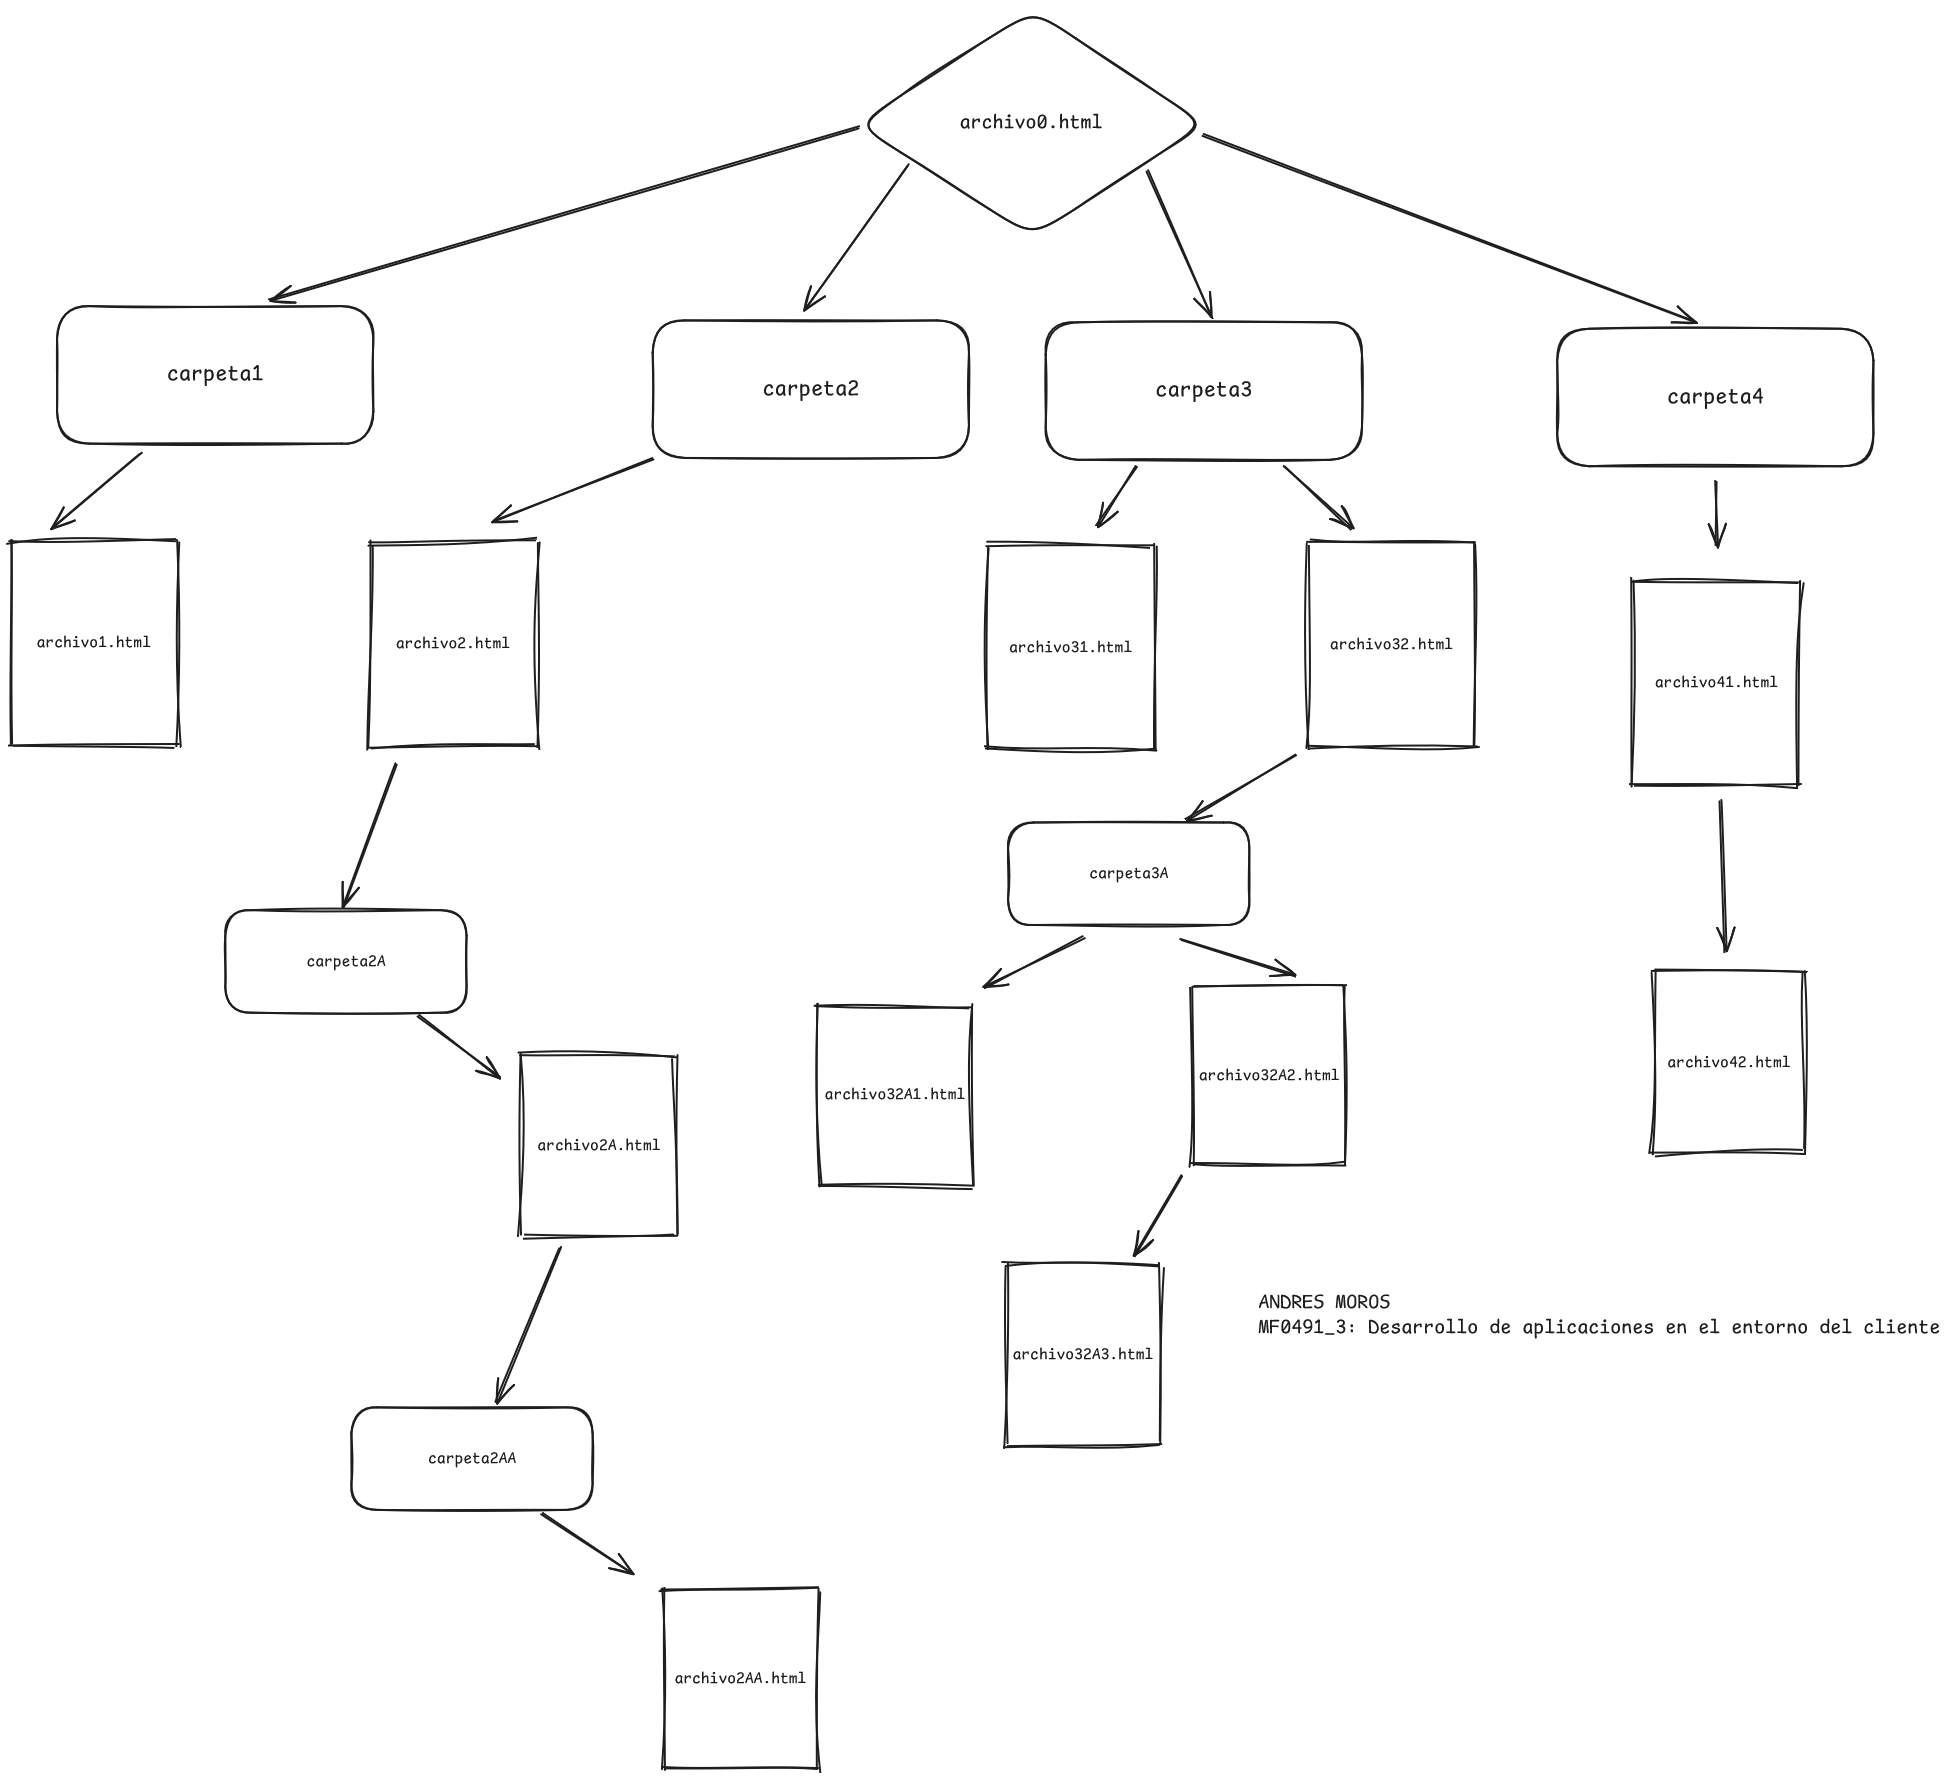 archivo0.html
carpeta1
carpeta2
carpeta3
carpeta4
archivo1.html
archivo2.html
archivo31.html
archivo32.html
archivo41.html
carpeta3A
carpeta2A
archivo32A1.html
archivo32A2.html
archivo42.html
archivo2A.html
ANDRES MOROS
MF0491_3: Desarrollo de aplicaciones en el entorno del cliente
archivo32A3.html
carpeta2AA
archivo2AA.html